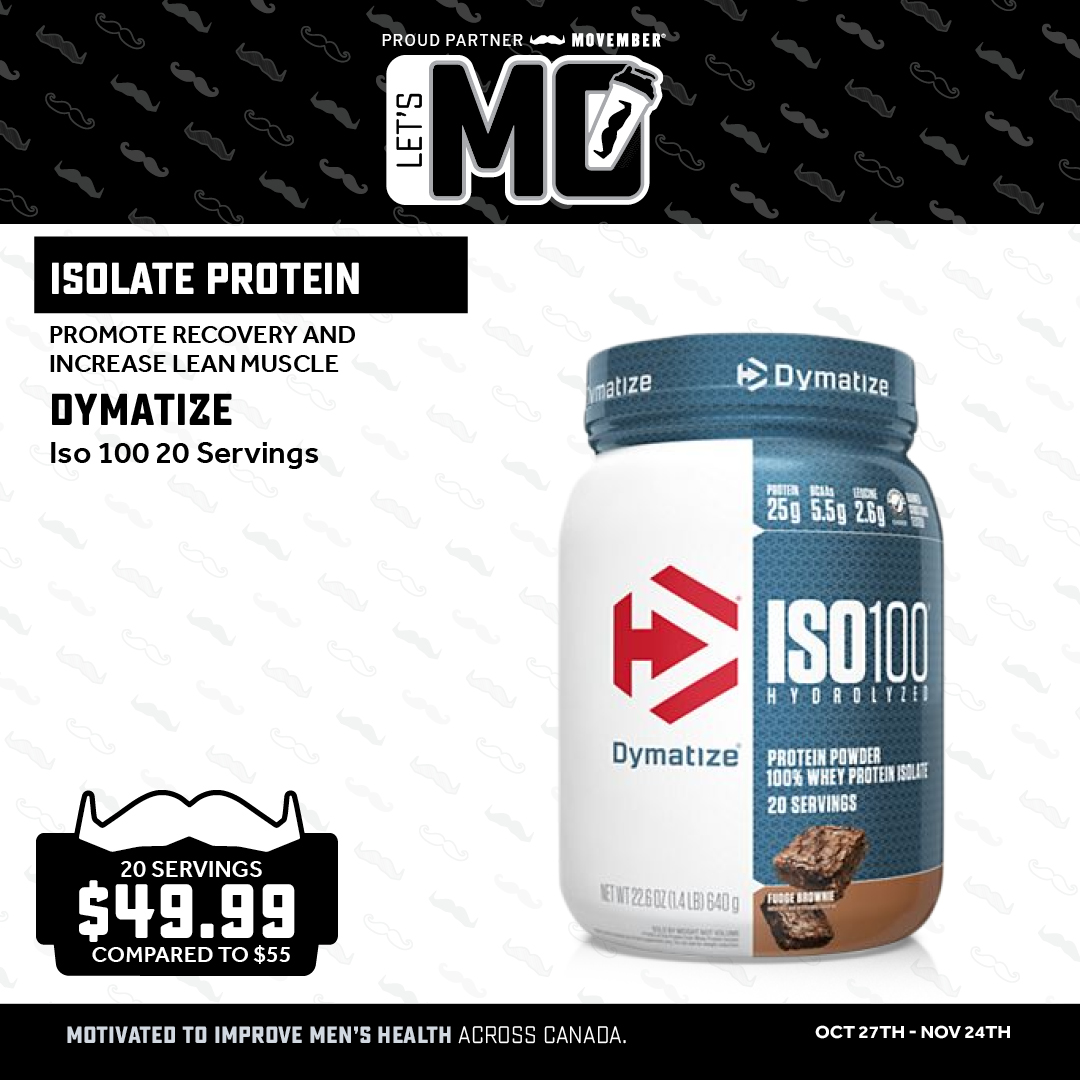 PROUD PARTNER MOVEMBER®
LET'S
MO
ISOLATE PROTEIN
PROMOTE RECOVERY AND
INCREASE LEAN MUSCLE
DYMATIZE
Iso 100 20 Servings
Dymatize
PROTEIN BCAAs LEUCINE
25g 5.5g 2.6g
ISO100
HYDROLYZED
Dymatize®
PROTEIN POWDER
100% WHEY PROTEIN ISOLATE
20 SERVINGS
FUDGE BROWNIE
NET WT 22.6 OZ (1.4 LB) 640 g
20 SERVINGS
$49.99
COMPARED TO $55
MOTIVATED TO IMPROVE MEN'S HEALTH ACROSS CANADA.
OCT 27TH - NOV 24TH